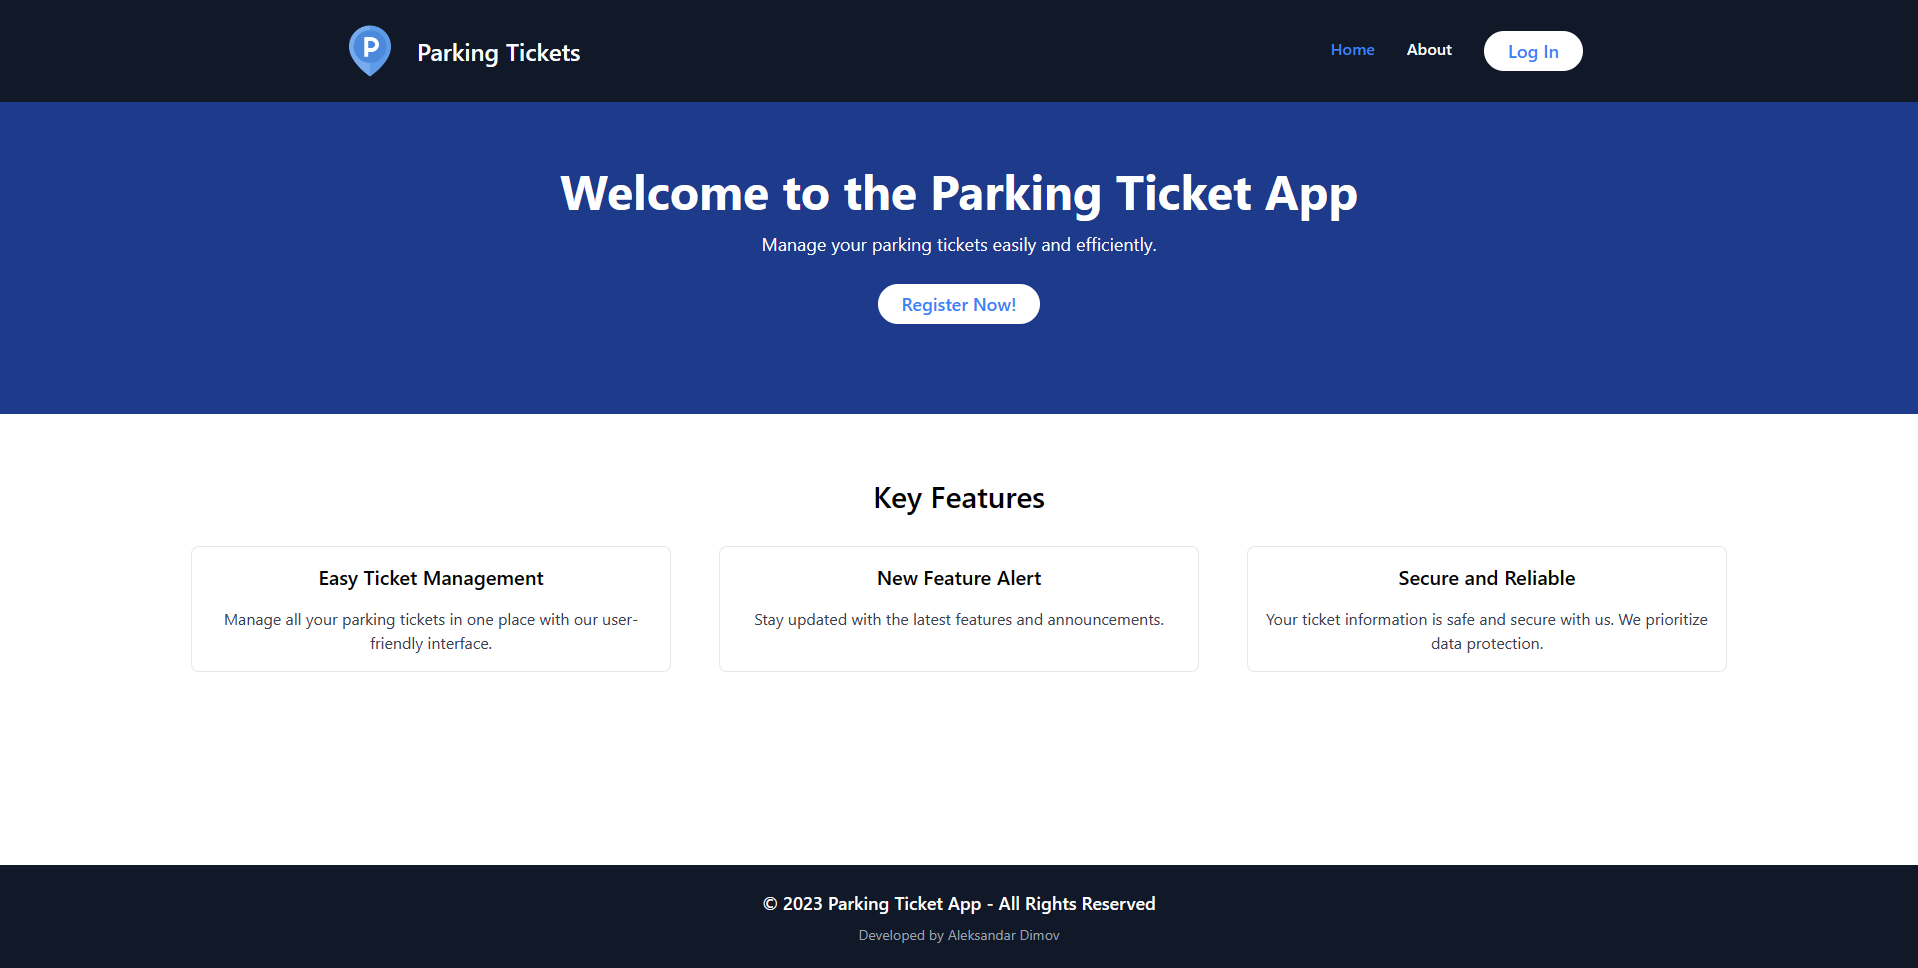 P
Parking Tickets
Home
About
Log In
Welcome to the Parking Ticket App
Manage your parking tickets easily and efficiently.
Register Now!
Key Features
Easy Ticket Management
Manage all your parking tickets in one place with our user-
friendly interface.
New Feature Alert
Stay updated with the latest features and announcements.
Secure and Reliable
Your ticket information is safe and secure with us. We prioritize
data protection.
© 2023 Parking Ticket App - All Rights Reserved
Developed by Aleksandar Dimov